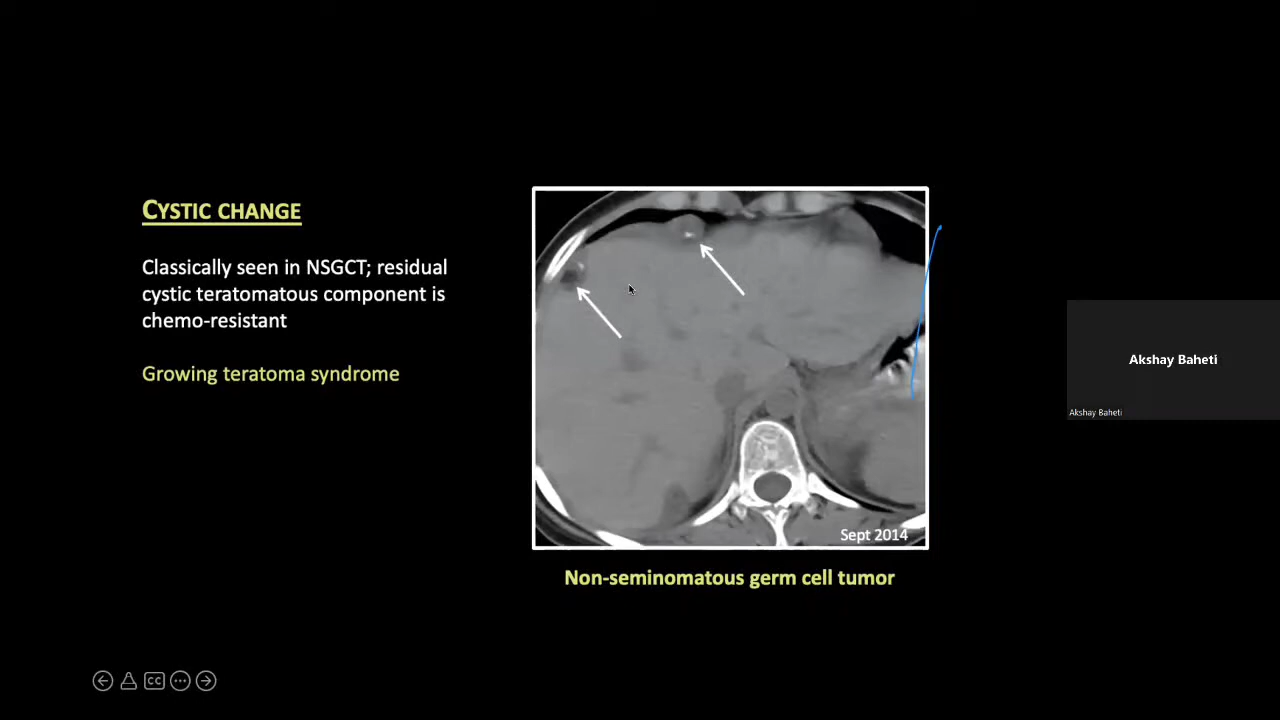 CYSTIC CHANGE
Classically seen in NSGCT; residual
cystic teratomatous component is
chemo-resistant
Growing teratoma syndrome
Sept 2014
Non-seminomatous germ cell tumor
Akshay Baheti
Akshay Baheti
CC